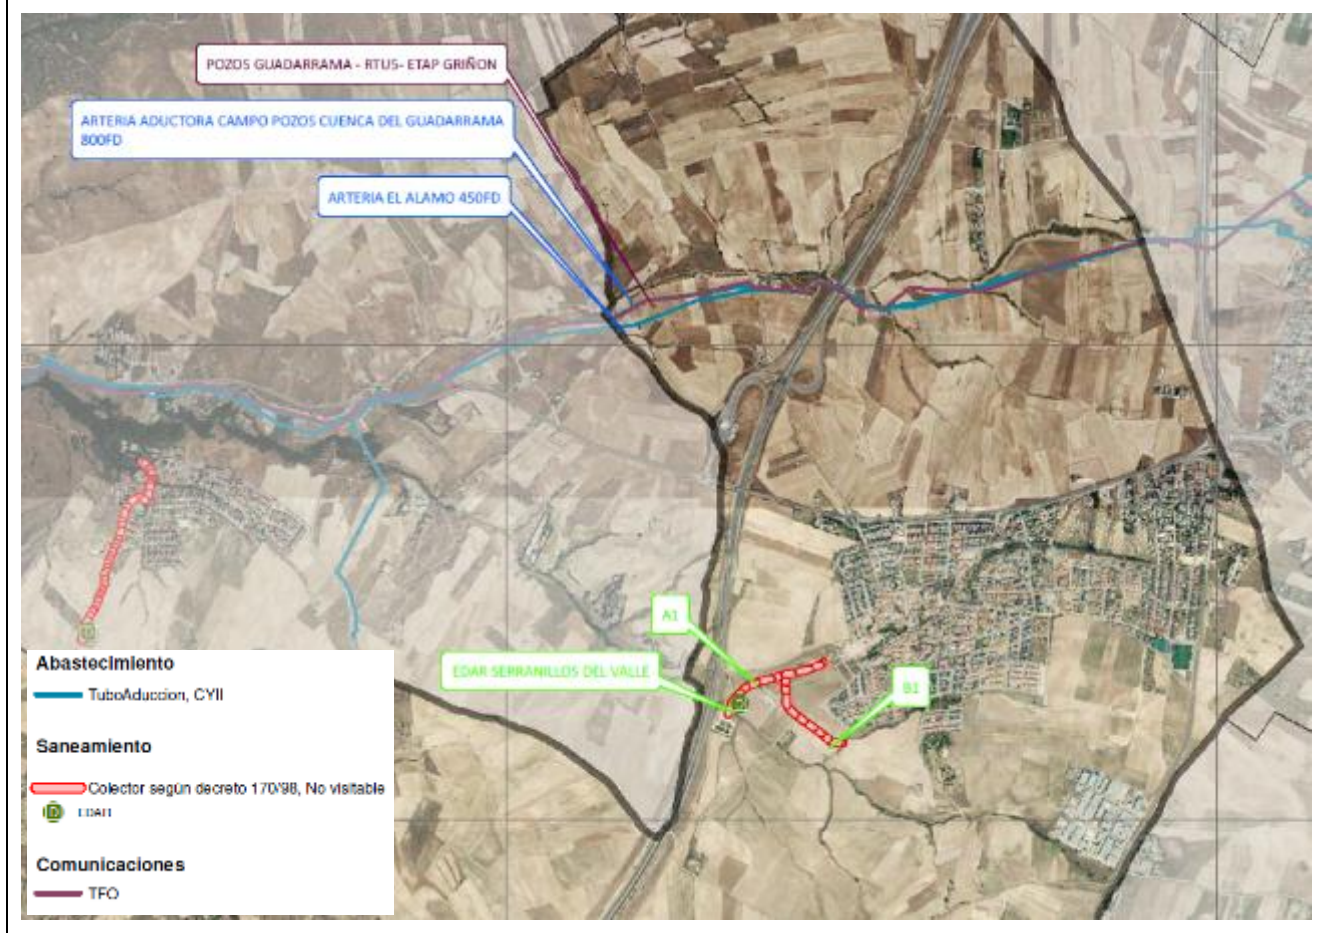 POZOS GUADARRAMA - RTU5- ETAP GRIÑON
ARTERIA ADUCTORA CAMPO POZOS CUENCA DEL GUADARRAMA
800FD
ARTERIA EL ALAMO 450FD
A1
EDAR SERRANILLOS DEL VALLE
B1
Abastecimiento
TuboAduccion, CYII
Saneamiento
Colector según decreto 170/98, No visitable
EDAR
Comunicaciones
TFO